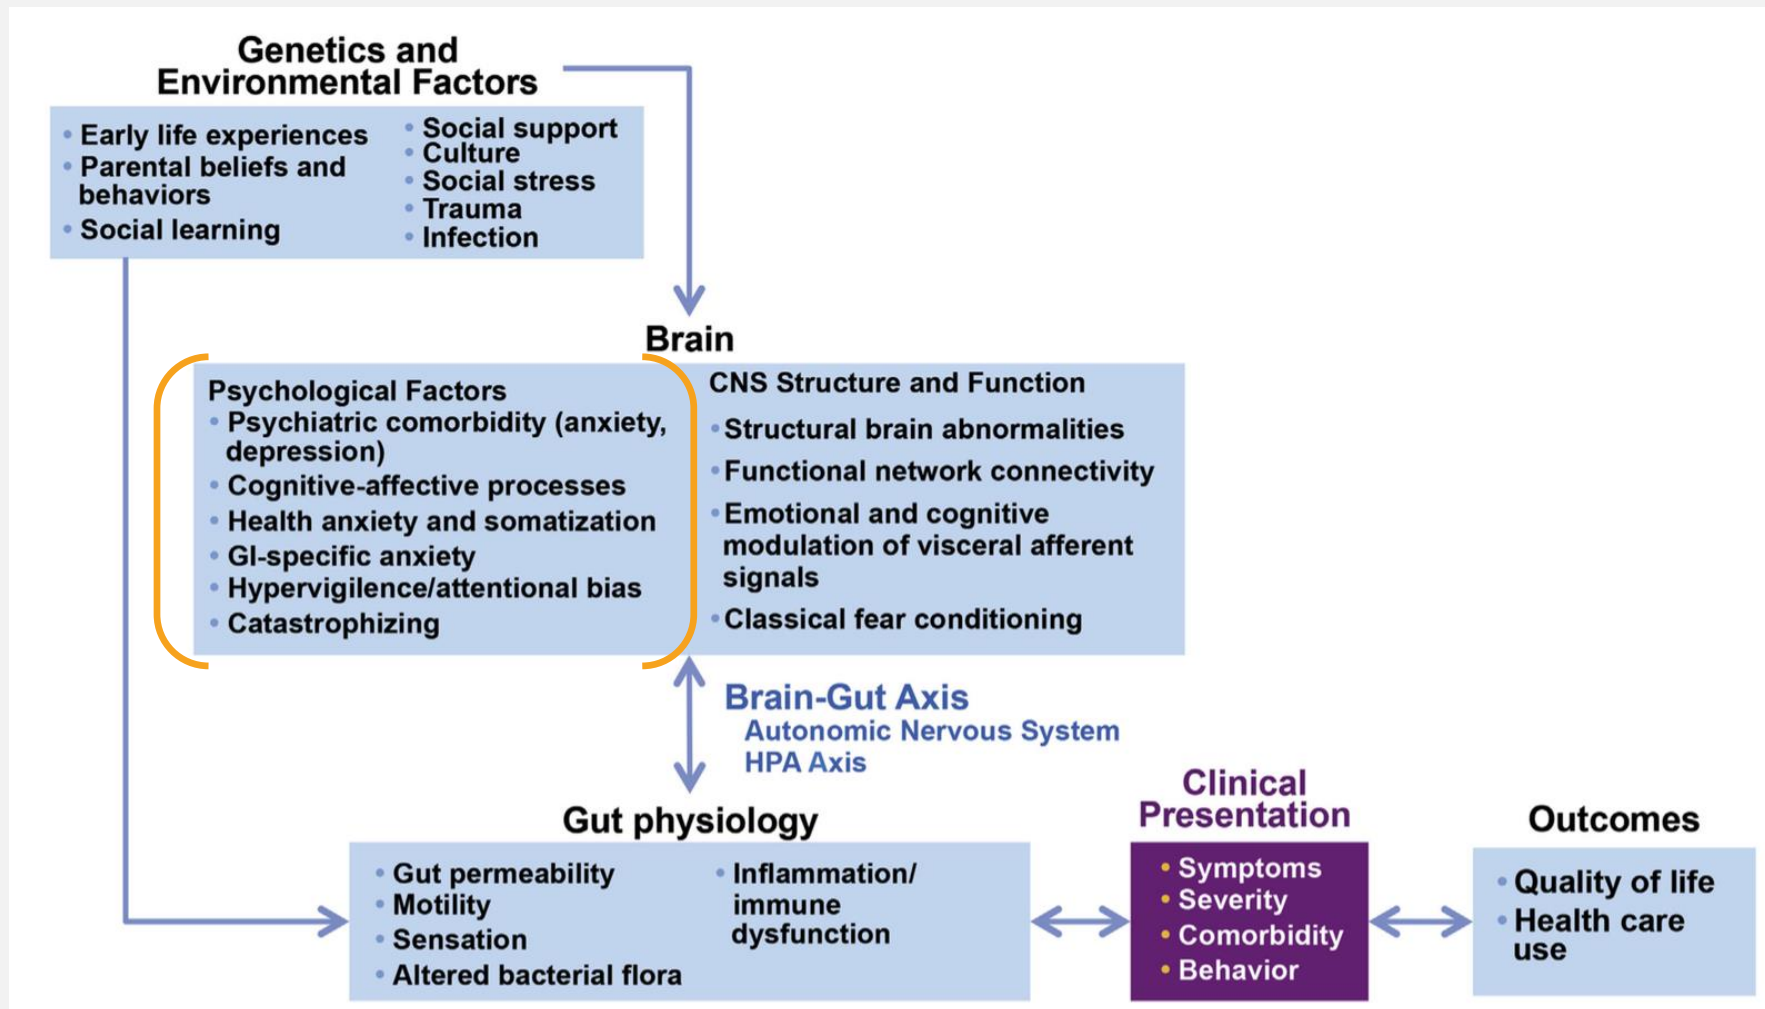 Genetics and
Environmental Factors
• Early life experiences
• Parental beliefs and
behaviors
• Social learning
• Social support
• Culture
• Social stress
• Trauma
• Infection
Brain
Psychological Factors
• Psychiatric comorbidity (anxiety,
depression)
• Cognitive-affective processes
• Health anxiety and somatization
• GI-specific anxiety
• Hypervigilence/attentional bias
• Catastrophizing
CNS Structure and Function
• Structural brain abnormalities
• Functional network connectivity
• Emotional and cognitive
modulation of visceral afferent
signals
• Classical fear conditioning
Brain-Gut Axis
Autonomic Nervous System
HPA Axis
Gut physiology
• Gut permeability
• Motility
• Sensation
• Altered bacterial flora
• Inflammation/
immune
dysfunction
Clinical
Presentation
• Symptoms
• Severity
• Comorbidity
• Behavior
Outcomes
• Quality of life
• Health care
use